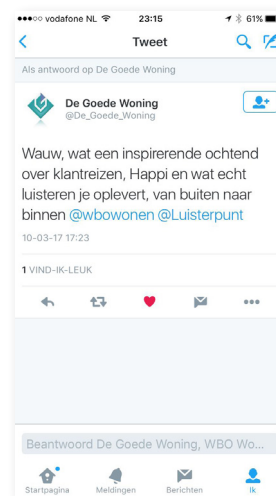 vodafone NL 23:15 61%
Tweet
Als antwoord op De Goede Woning
De Goede Woning
@De_Goede_Woning
Wauw, wat een inspirerende ochtend
over klantreizen, Happi en wat echt
luisteren je oplevert, van buiten naar
binnen @wbowonen @Luisterpunt
10-03-17 17:23
1 VIND-IK-LEUK
Beantwoord De Goede Woning, WBO Wo...
Startpagina Meldingen Berichten Ik